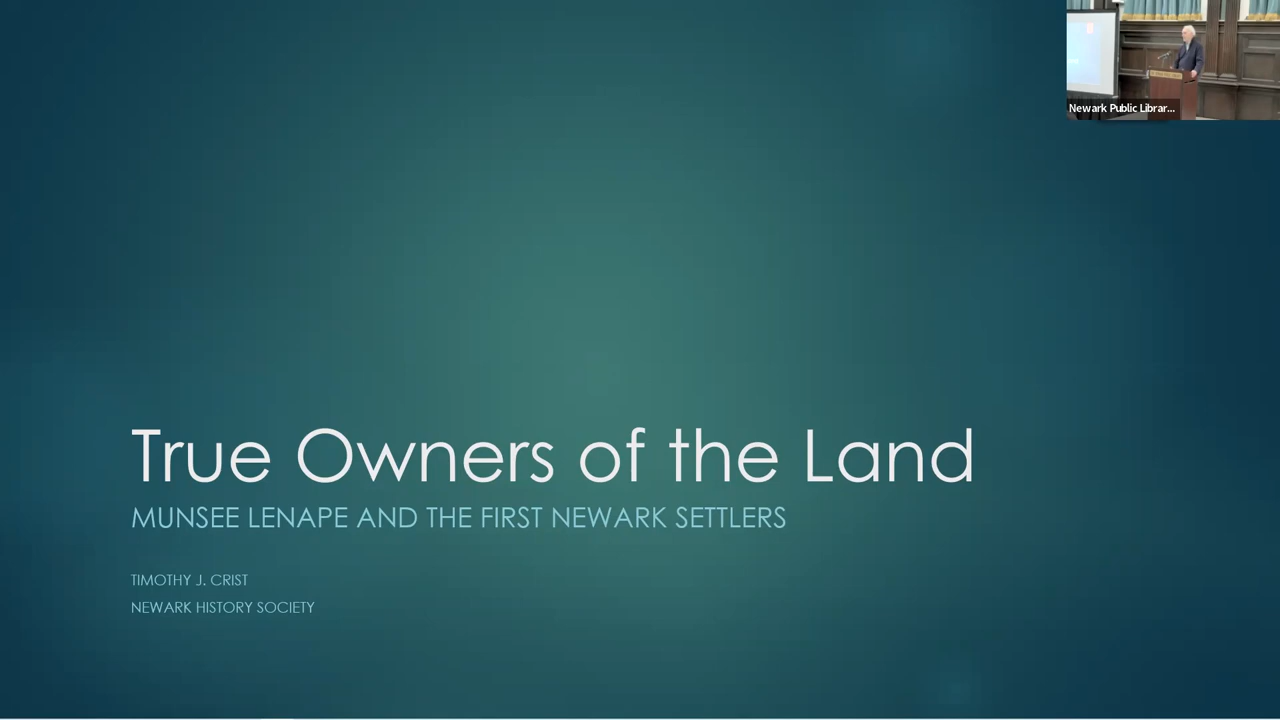 Newark Public Librar...
True Owners of the Land
MUNSEE LENAPE AND THE FIRST NEWARK SETTLERS
TIMOTHY J. CRIST
NEWARK HISTORY SOCIETY